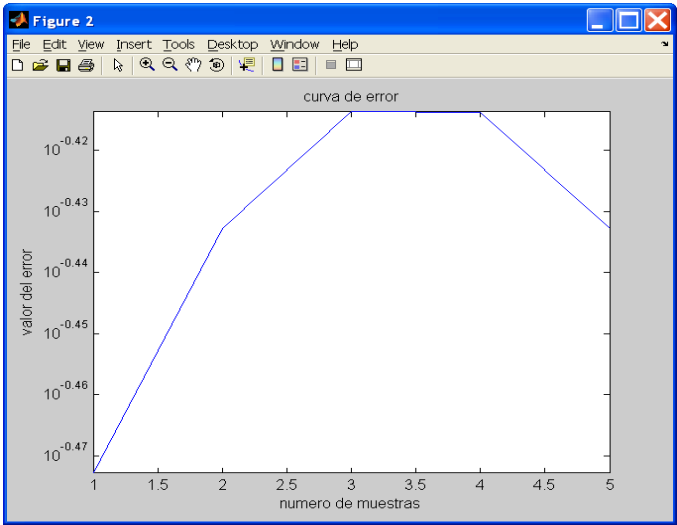 Figure 2
File Edit View Insert Tools Desktop Window Help
curva de error
10^-0.42
10^-0.43
10^-0.44
10^-0.45
10^-0.46
10^-0.47
valor del error
1 1.5 2 2.5 3 3.5 4 4.5 5
numero de muestras